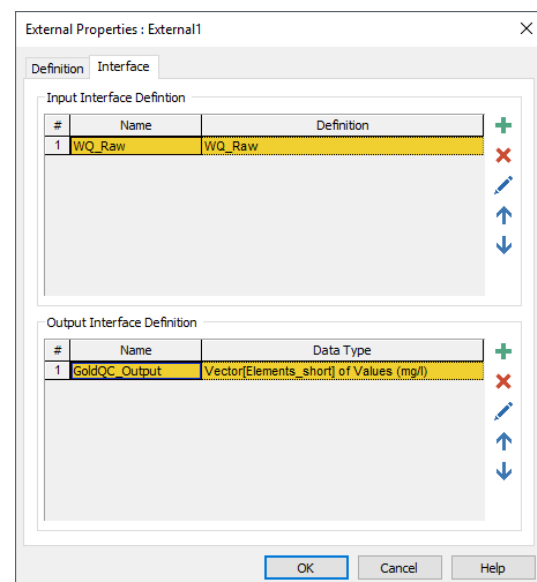 External Properties : External1
Definition Interface
Input Interface Defintion
# Name Definition
1 WQ_Raw WQ_Raw
Output Interface Definition
# Name Data Type
1 GoldQC_Output Vector[Elements_short] of Values (mg/l)
OK Cancel Help